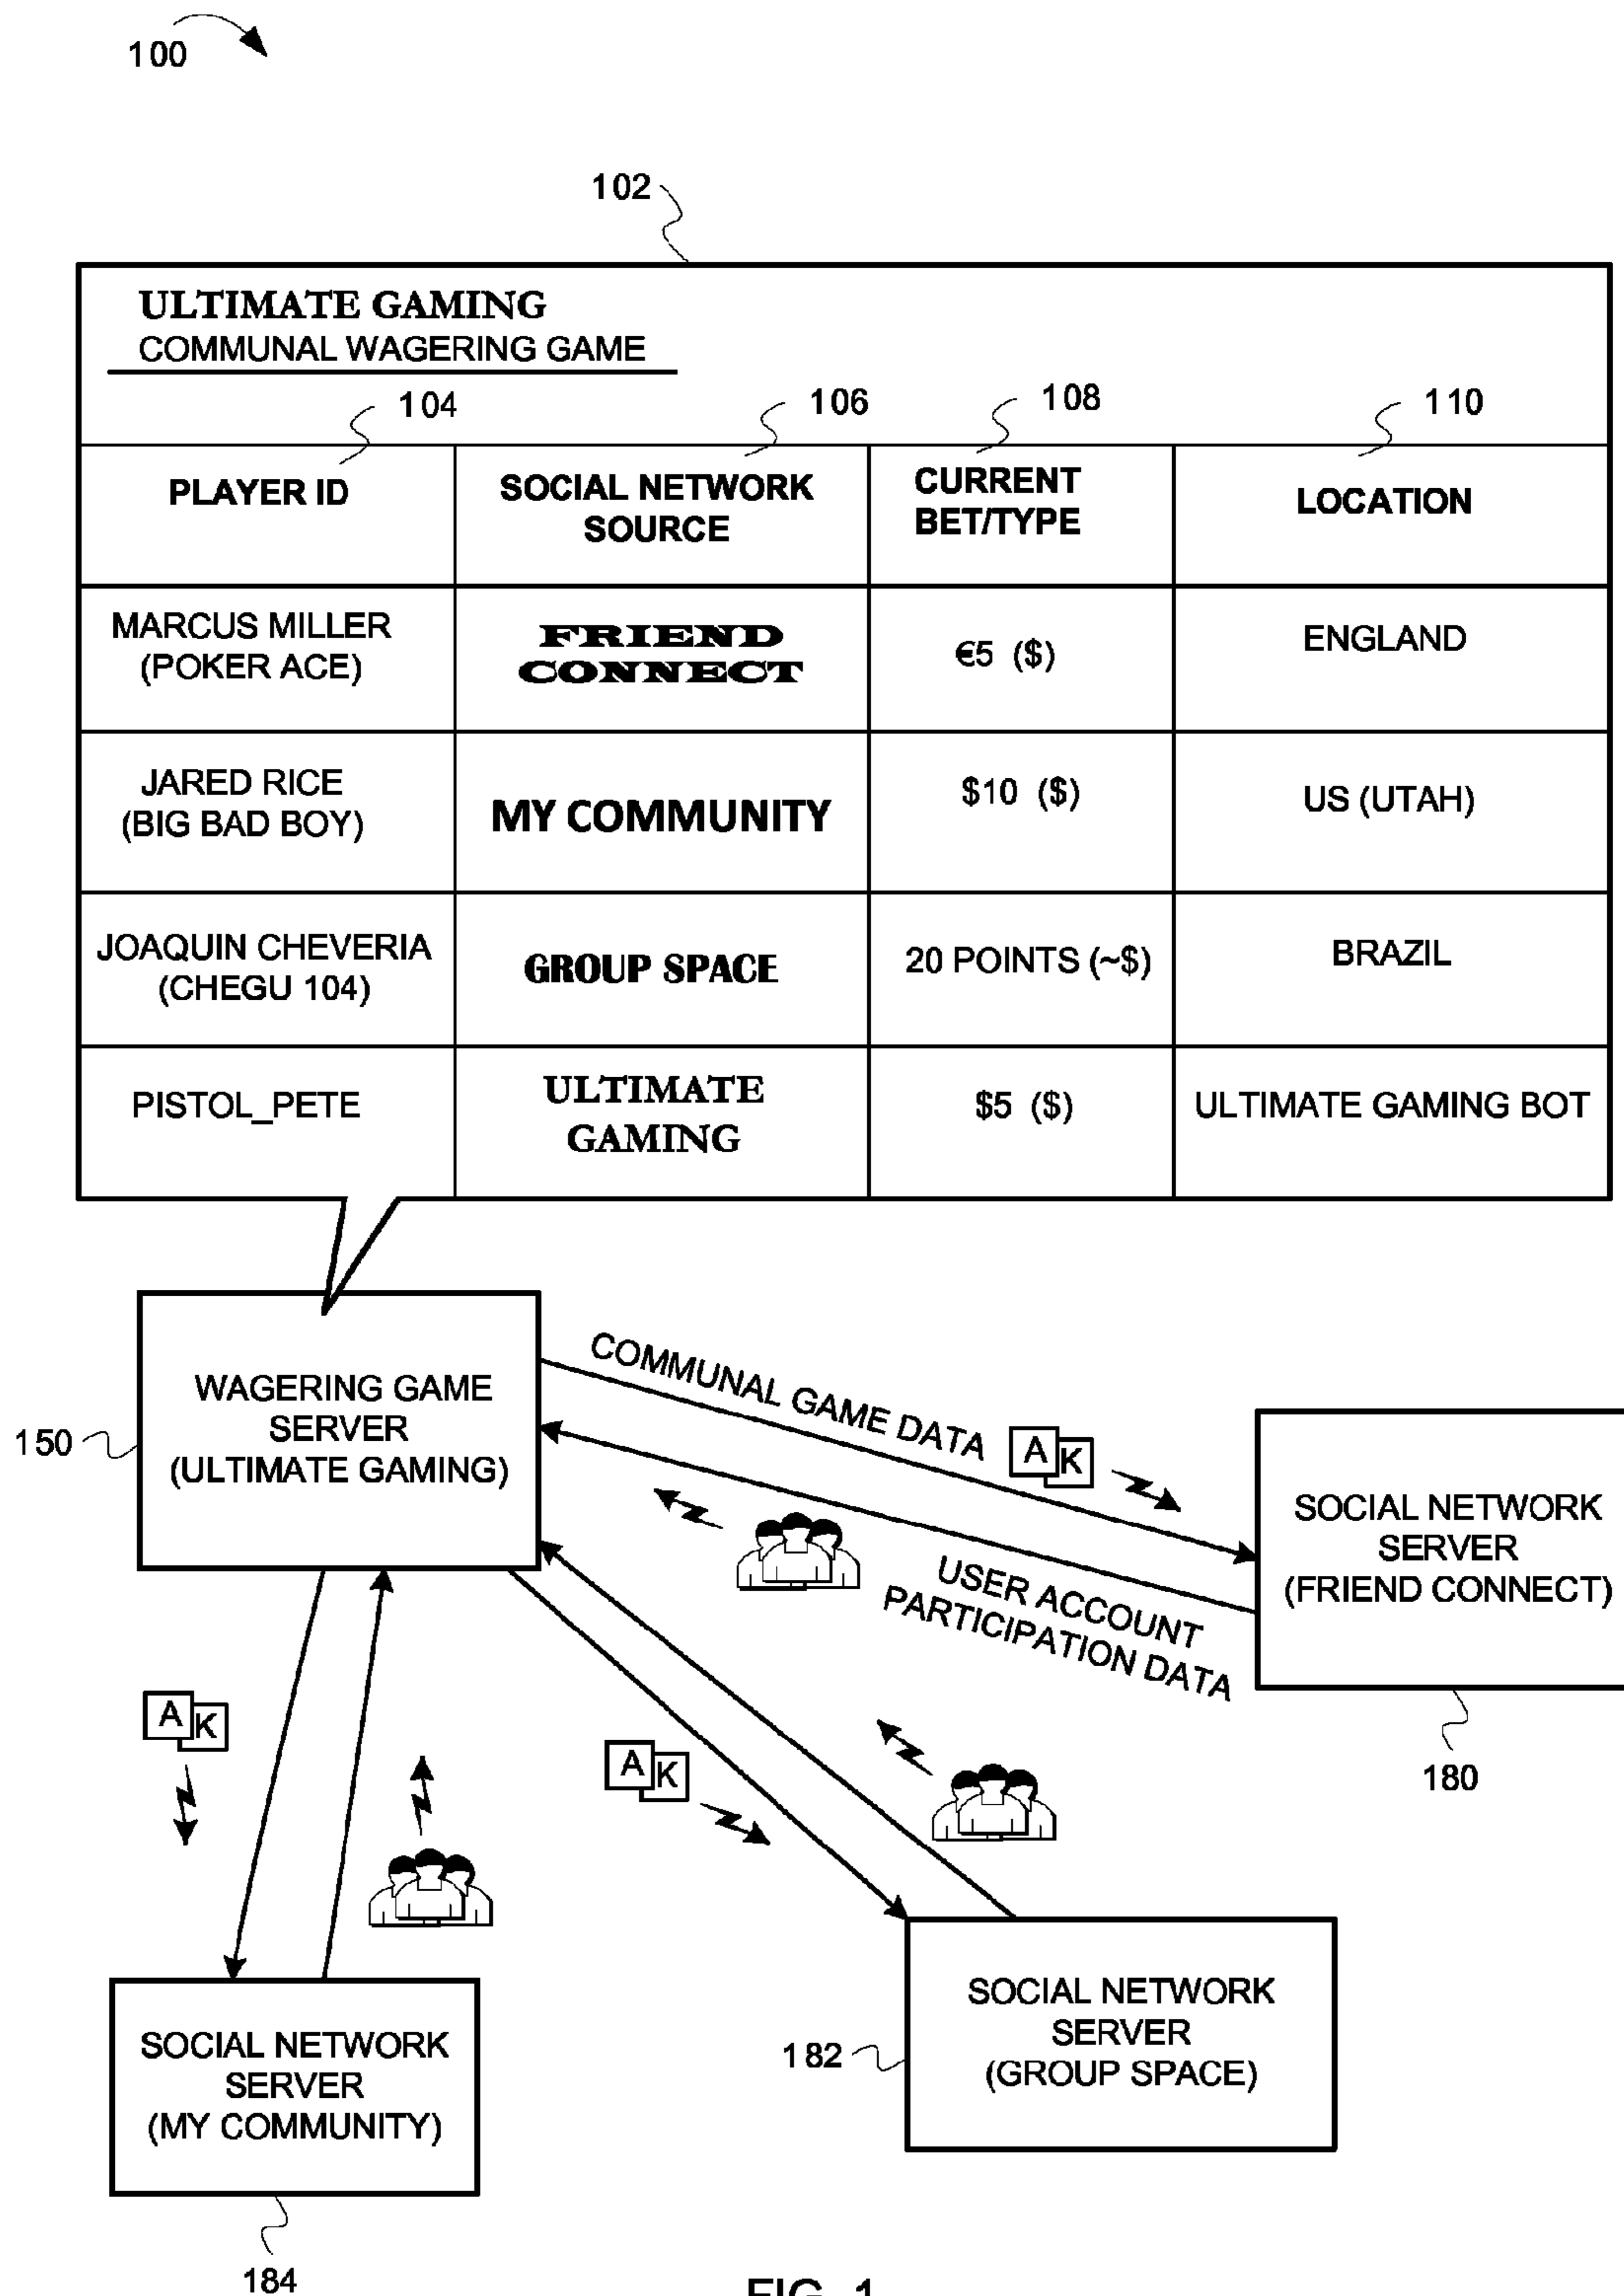 100
102
ULTIMATE GAMING
COMMUNAL WAGERING GAME
104
106
108
110
PLAYER ID
SOCIAL NETWORK
SOURCE
CURRENT
BET/TYPE
LOCATION
MARCUS MILLER
(POKER ACE)
FRIEND
CONNECT
€5 ($)
ENGLAND
JARED RICE
(BIG BAD BOY)
MY COMMUNITY
$10 ($)
US (UTAH)
JOAQUIN CHEVERIA
(CHEGU 104)
GROUP SPACE
20 POINTS (~$)
BRAZIL
PISTOL_PETE
ULTIMATE
GAMING
$5 ($)
ULTIMATE GAMING BOT
150
WAGERING GAME
SERVER
(ULTIMATE GAMING)
COMMUNAL GAME DATA
A
K
USER ACCOUNT
PARTICIPATION DATA
SOCIAL NETWORK
SERVER
(FRIEND CONNECT)
180
A
K
A
K
SOCIAL NETWORK
SERVER
(GROUP SPACE)
182
SOCIAL NETWORK
SERVER
(MY COMMUNITY)
184
FIG. 1